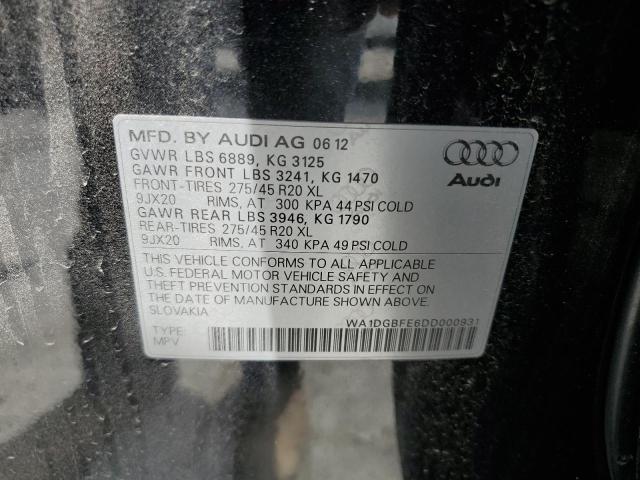 MFD. BY AUDI AG 06 12
GVWR LBS 6889, KG 3125
GAWR FRONT LBS 3241, KG 1470
FRONT-TIRES 275/45 R20 XL
9JX20 RIMS, AT 300 KPA 44 PSI COLD
GAWR REAR LBS 3946, KG 1790
REAR-TIRES 275/45 R20 XL
9JX20 RIMS, AT 340 KPA 49 PSI COLD
Audi
THIS VEHICLE CONFORMS TO ALL APPLICABLE
U.S. FEDERAL MOTOR VEHICLE SAFETY AND
THEFT PREVENTION STANDARDS IN EFFECT ON
THE DATE OF MANUFACTURE SHOWN ABOVE.
SLOVAKIA
WA1DGBFE6DD000931
TYPE:
MPV